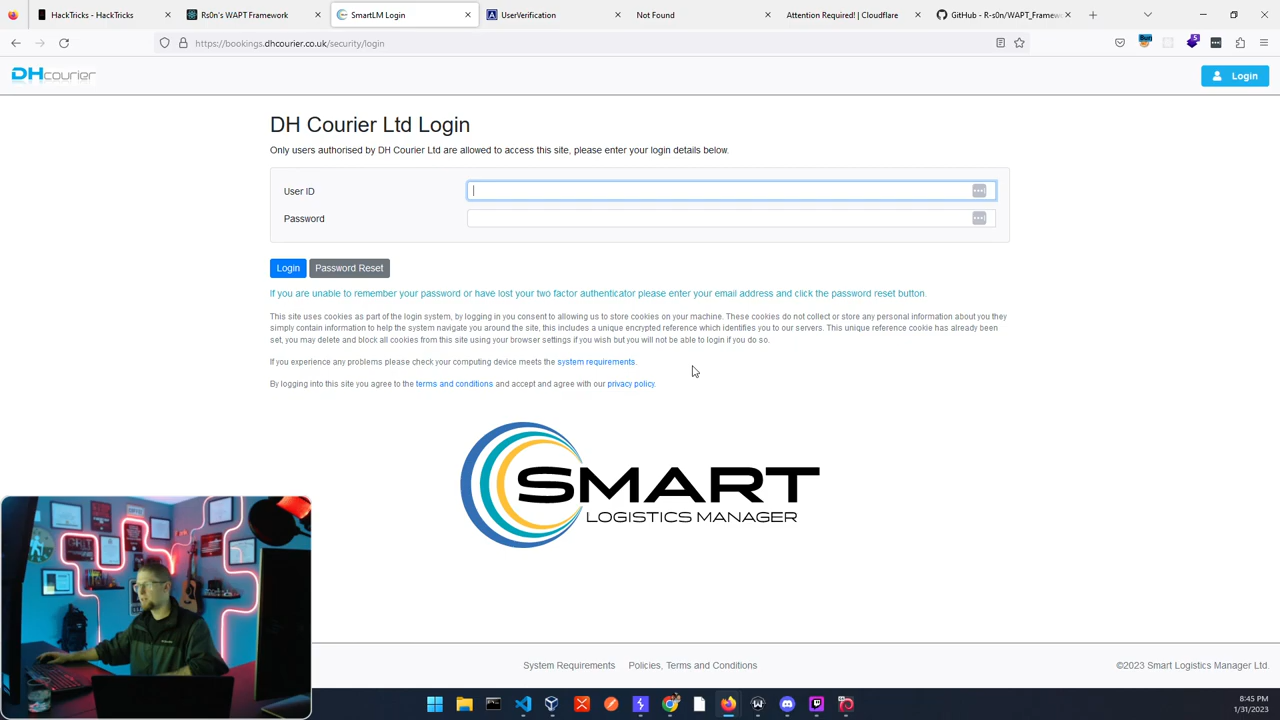 HackTricks - HackTricks
Rs0n's WAPT Framework
SmartLM Login
UserVerification
Not Found
Attention Required! | Cloudflare
GitHub - R-s0n/WAPT_Framew
https://bookings.dhcourier.co.uk/security/login
DHcourier
Login
DH Courier Ltd Login
Only users authorised by DH Courier Ltd are allowed to access this site, please enter your login details below.
User ID
Password
Login
Password Reset
If you are unable to remember your password or have lost your two factor authenticator please enter your email address and click the password reset button.
This site uses cookies as part of the login system, by logging in you consent to allowing us to store cookies on your machine. These cookies do not collect or store any personal information about you they
simply contain information to help the system navigate you around the site, this includes a unique encrypted reference which identifies you to our servers. This unique reference cookie has already been
set, you may delete and block all cookies from this site using your browser settings if you wish but you will not be able to login if you do so.
If you experience any problems please check your computing device meets the system requirements.
By logging into this site you agree to the terms and conditions and accept and agree with our privacy policy.
SMART
LOGISTICS MANAGER
System Requirements
Policies, Terms and Conditions
©2023 Smart Logistics Manager Ltd.
8:45 PM
1/31/2023